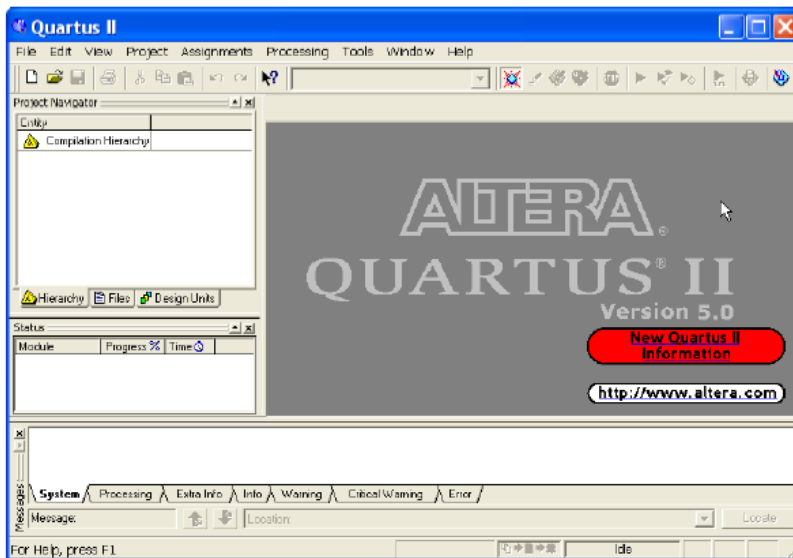 Quartus II
File Edit View Project Assignments Processing Tools Window Help
Project Navigator
Entity
Compilation Hierarchy
Hierarchy Files Design Units
ALTERA®
QUARTUS® II
Version 5.0
New Quartus II
Information
http://www.altera.com
Status
Module Progress % Time
Messages
System Processing Extra Info Info Warning Critical Warning Error
Message: Location: Locate
For Help, press F1 Idle